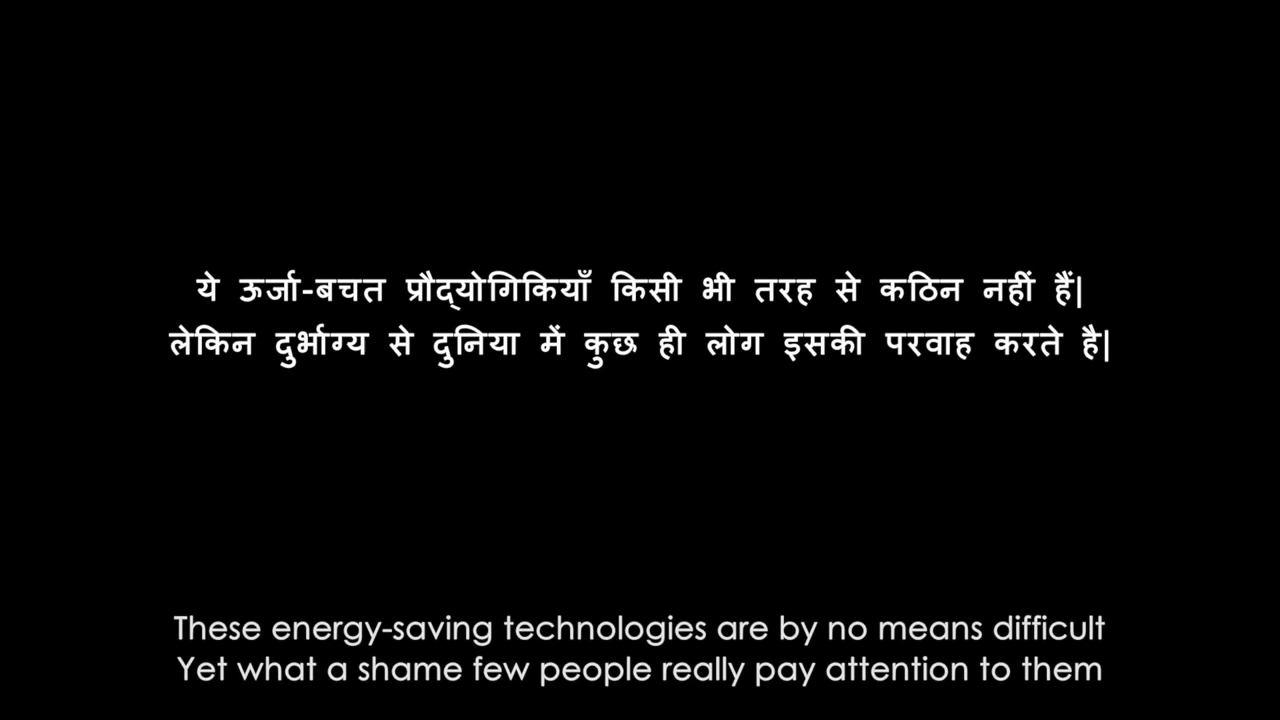 ये ऊर्जा-बचत प्रौद्योगिकियाँ किसी भी तरह से कठिन नहीं हैं|
लेकिन दुर्भाग्य से दुनिया में कुछ ही लोग इसकी परवाह करते है|
These energy-saving technologies are by no means difficult
Yet what a shame few people really pay attention to them